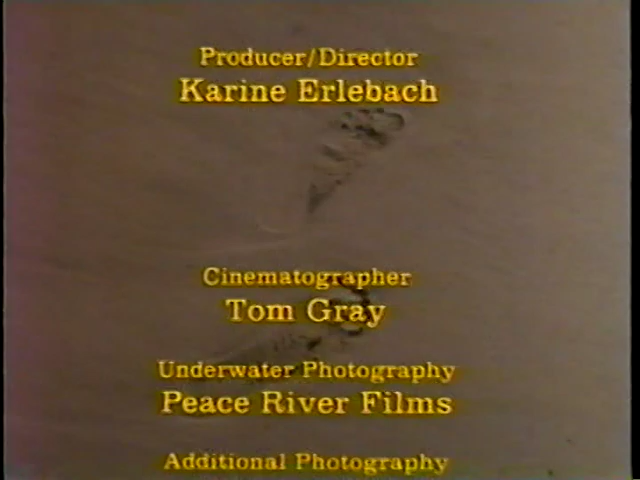 Producer/Director
Karine Erlebach
Cinematographer
Tom Gray
Underwater Photography
Peace River Films
Additional Photography